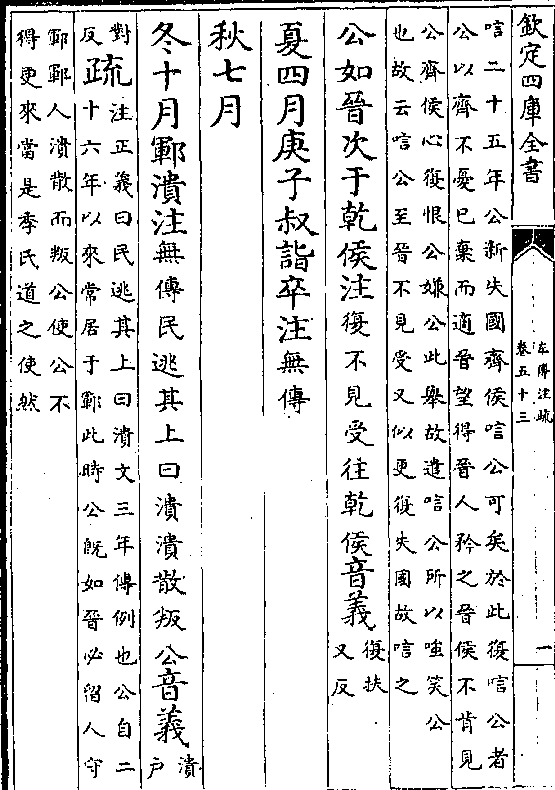 欽定四庫全書
左傳注疏
卷五十三
一
唁二十五年公新失國齊侯唁公可矣於此復唁公者
公以齊不憂已棄而適晉望得晉人矜之晉侯不肯見
公齊侯心復恨公嫌公此舉故遣唁公所以嗤笑公
也故云唁公至晉不見受又似更復失國故唁之
公如晉次于乾侯注復不見受往乾侯音義復扶
又反
夏四月庚子叔詣卒注無傳
秋七月
冬十月鄆潰注無傳民逃其上曰潰潰散叛公音義潰戶
對
反疏注正義曰民逃其上曰潰文三年傳例也公自二
十六年以來常居于鄆此時公既如晉必留人守
鄆鄆人潰散而叛公使公不
得更來當是季氏道之使然